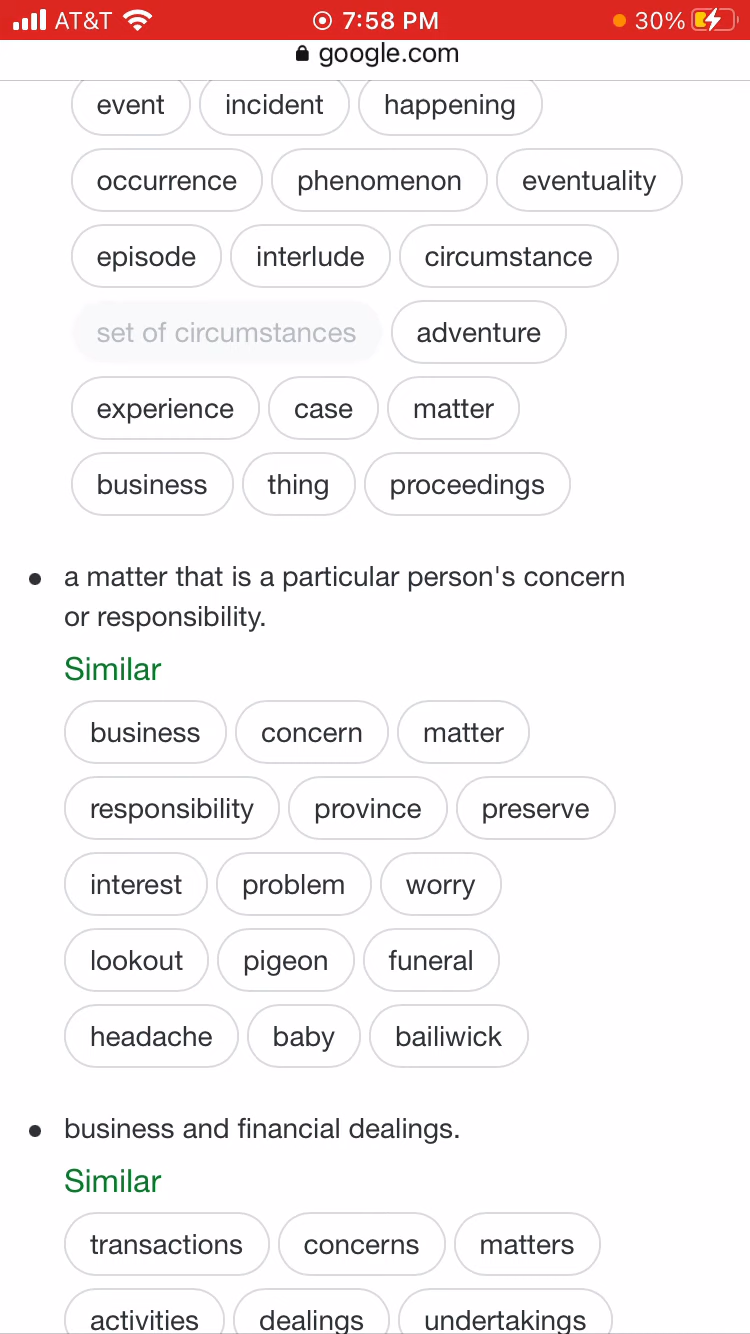 AT&T 7:58 PM 30%
google.com
event incident happening
occurrence phenomenon eventuality
episode interlude circumstance
set of circumstances adventure
experience case matter
business thing proceedings
• a matter that is a particular person's concern
or responsibility.
Similar
business concern matter
responsibility province preserve
interest problem worry
lookout pigeon funeral
headache baby bailiwick
• business and financial dealings.
Similar
transactions concerns matters
activities dealings undertakings